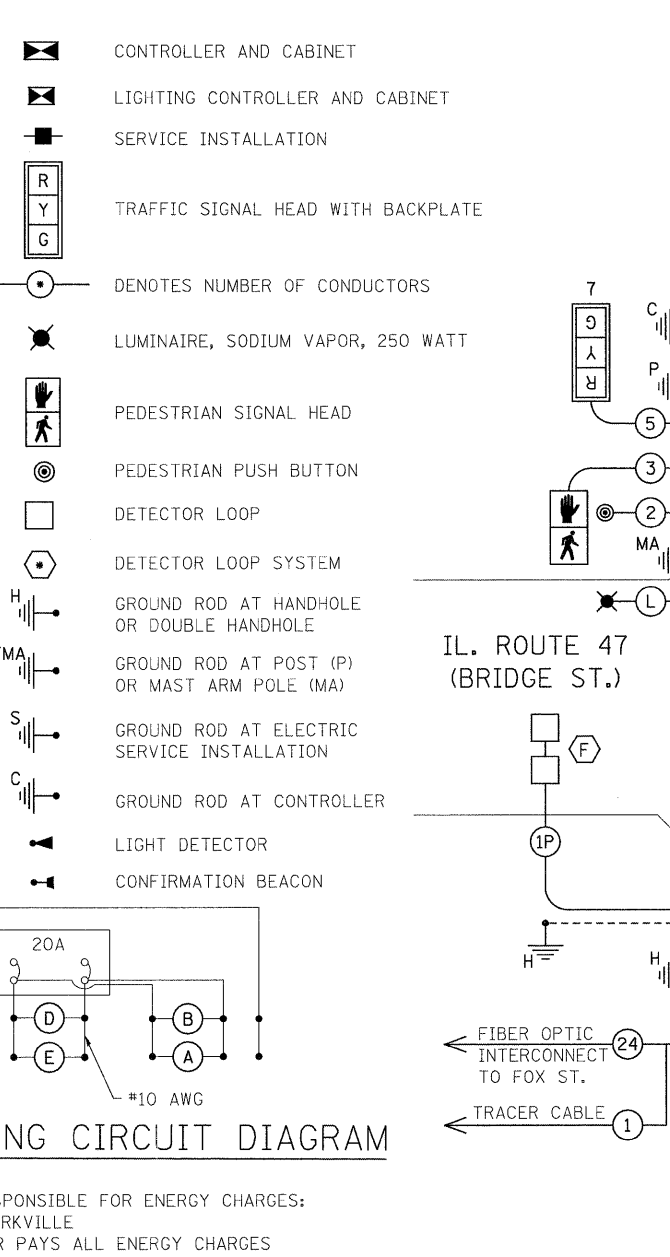 CONTROLLER AND CABINET
LIGHTING CONTROLLER AND CABINET
SERVICE INSTALLATION
R
Y
G
TRAFFIC SIGNAL HEAD WITH BACKPLATE
*
DENOTES NUMBER OF CONDUCTORS
LUMINAIRE, SODIUM VAPOR, 250 WATT
PEDESTRIAN SIGNAL HEAD
PEDESTRIAN PUSH BUTTON
DETECTOR LOOP
*
DETECTOR LOOP SYSTEM
H
GROUND ROD AT HANDHOLE
OR DOUBLE HANDHOLE
MA
GROUND ROD AT POST (P)
OR MAST ARM POLE (MA)
S
GROUND ROD AT ELECTRIC
SERVICE INSTALLATION
C
GROUND ROD AT CONTROLLER
LIGHT DETECTOR
CONFIRMATION BEACON
20A
D
B
E
A
#10 AWG
NG CIRCUIT DIAGRAM
SPONSIBLE FOR ENERGY CHARGES:
RKVILLE
R PAYS ALL ENERGY CHARGES
7
G
Y
R
C
P
5
3
2
MA
L
IL. ROUTE 47
(BRIDGE ST.)
F
1P
H
H
FIBER OPTIC
INTERCONNECT
TO FOX ST.
24
TRACER CABLE
1